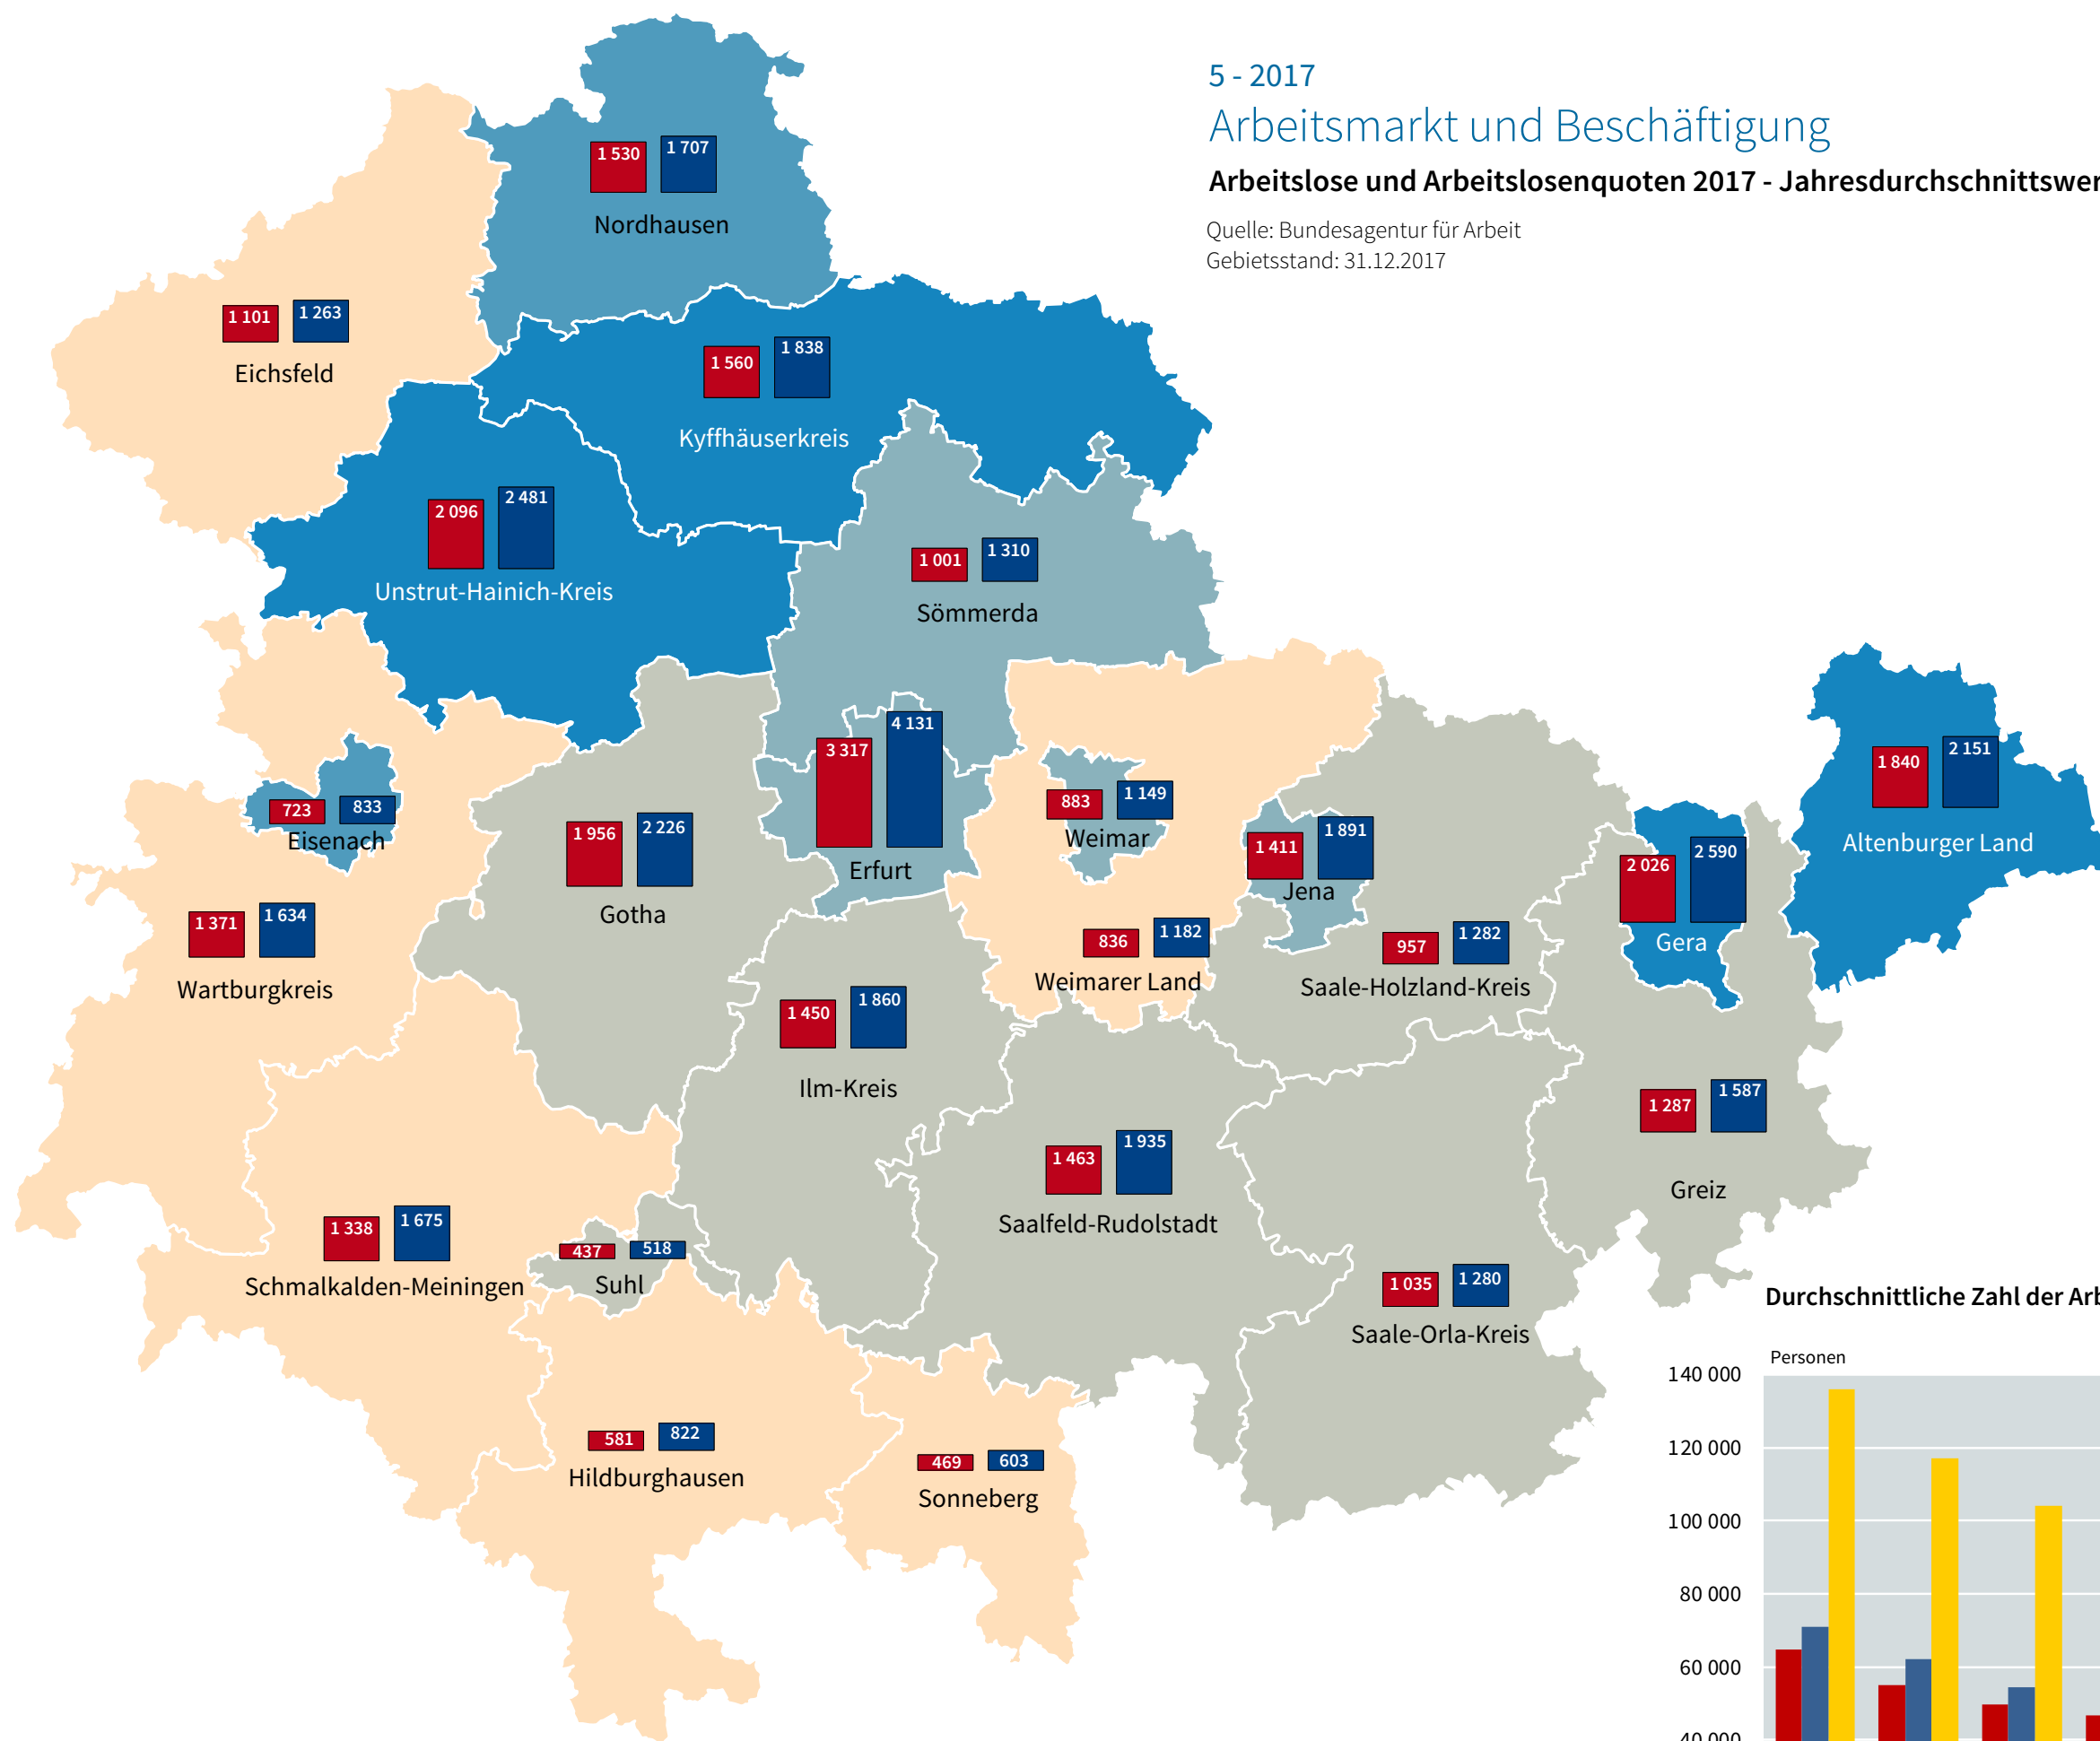 5 - 2017
Arbeitsmarkt und Beschäftigung
Arbeitslose und Arbeitslosenquoten 2017 - Jahresdurchschnittswer
Quelle: Bundesagentur für Arbeit
Gebietsstand: 31.12.2017
1 530 1 707
Nordhausen
1 101 1 263
Eichsfeld
1 560 1 838
Kyffhäuserkreis
2 096 2 481
Unstrut-Hainich-Kreis
1 001 1 310
Sömmerda
3 317 4 131
Erfurt
723 833
Eisenach
1 956 2 226
Gotha
883 1 149
Weimar
1 411 1 891
Jena
2 026 2 590
Gera
1 840 2 151
Altenburger Land
1 371 1 634
Wartburgkreis
836 1 182
Weimarer Land
957 1 282
Saale-Holzland-Kreis
1 450 1 860
Ilm-Kreis
1 287 1 587
Greiz
1 463 1 935
Saalfeld-Rudolstadt
1 338 1 675
Schmalkalden-Meiningen
437 518
Suhl
1 035 1 280
Saale-Orla-Kreis
581 822
Hildburghausen
469 603
Sonneberg
Durchschnittliche Zahl der Arb
Personen
140 000
120 000
100 000
80 000
60 000
40 000